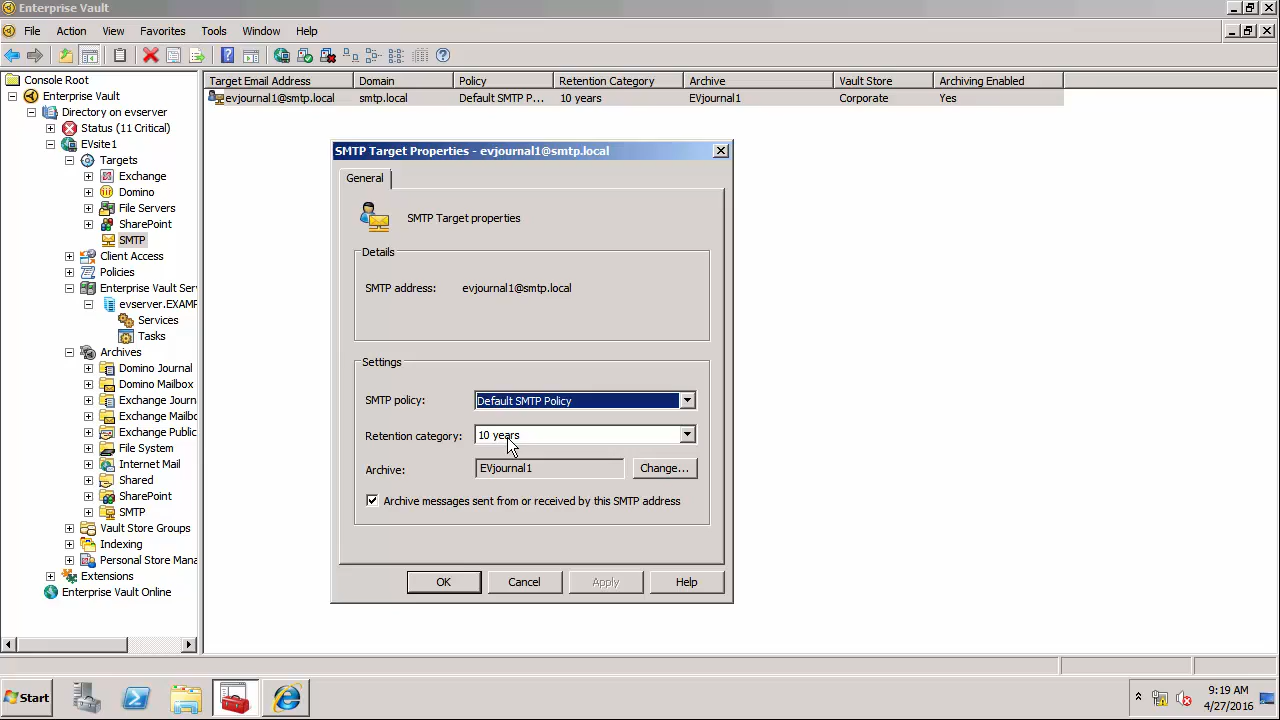 Enterprise Vault
File Action View Favorites Tools Window Help
Console Root
Enterprise Vault
Directory on evserver
Status (11 Critical)
EVsite1
Targets
Exchange
Domino
File Servers
SharePoint
SMTP
Client Access
Policies
Enterprise Vault Serv
evserver.EXAMP
Services
Tasks
Archives
Domino Journal
Domino Mailbox
Exchange Journ
Exchange Mailbo
Exchange Public
File System
Internet Mail
Shared
SharePoint
SMTP
Vault Store Groups
Indexing
Personal Store Mana
Extensions
Enterprise Vault Online
Target Email Address Domain Policy Retention Category Archive Vault Store Archiving Enabled
evjournal1@smtp.local smtp.local Default SMTP P... 10 years EVjournal1 Corporate Yes
SMTP Target Properties - evjournal1@smtp.local
General
SMTP Target properties
Details
SMTP address: evjournal1@smtp.local
Settings
SMTP policy: Default SMTP Policy
Retention category: 10 years
Archive: EVjournal1 Change...
Archive messages sent from or received by this SMTP address
OK Cancel Apply Help
Start
9:19 AM
4/27/2016